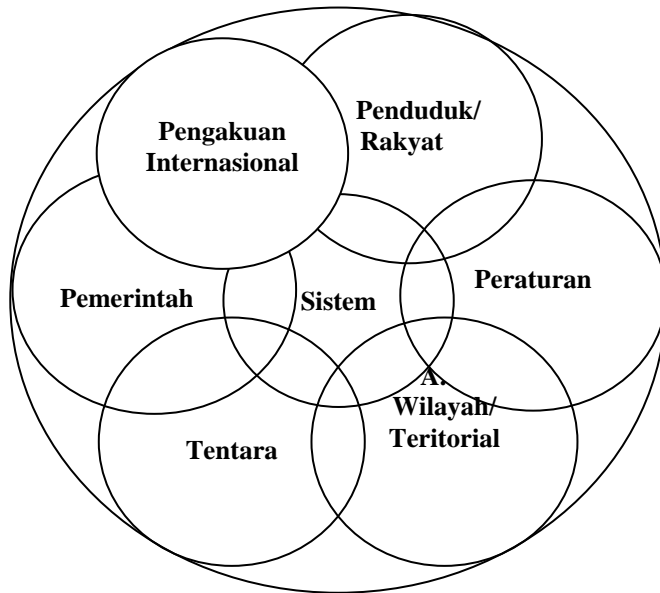 Penduduk/
Rakyat
Pengakuan
Internasional
Peraturan
Pemerintah
Sistem
A.
Wilayah/
Teritorial
Tentara